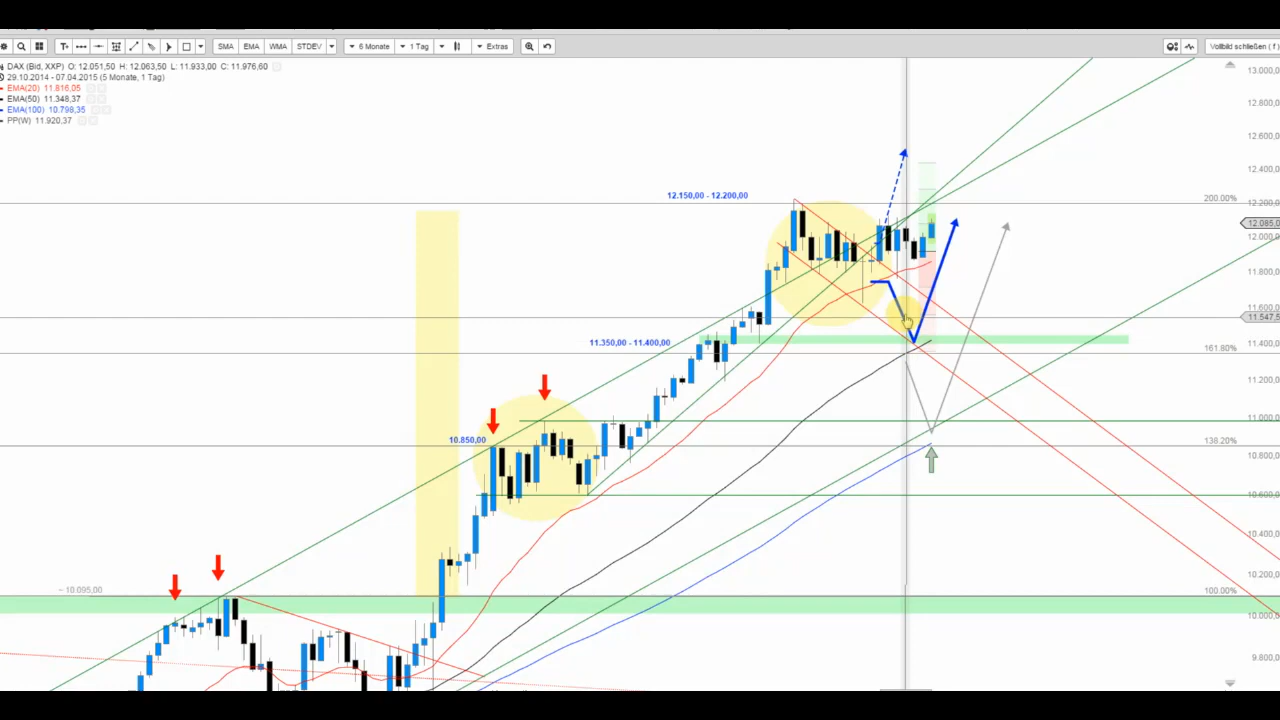 SMA EMA WMA STDEV 6 Monate 1 Tag Extras Vollbild schließen ( f )
DAX (Bid, XXP) O: 12.051,50 H: 12.063,50 L: 11.933,00 C: 11.976,60
29.10.2014 - 07.04.2015 (5 Monate, 1 Tag)
EMA(20) 11.816,05
EMA(50) 11.348,37
EMA(100) 10.798,35
PP(W) 11.920,37
13.000,
12.800,
12.600,
12.400,
12.150,00 - 12.200,00
200.00%
12.200,0
12.085,0
12.000,0
11.800,0
11.600,0
11.547,5
11.350,00 - 11.400,00
11.400,0
161.80%
11.200,0
11.000,0
10.850,00
138.20%
10.800,0
10.600,0
10.400,0
10.200,0
~ 10.095,00
100.00%
10.000,0
9.800,0